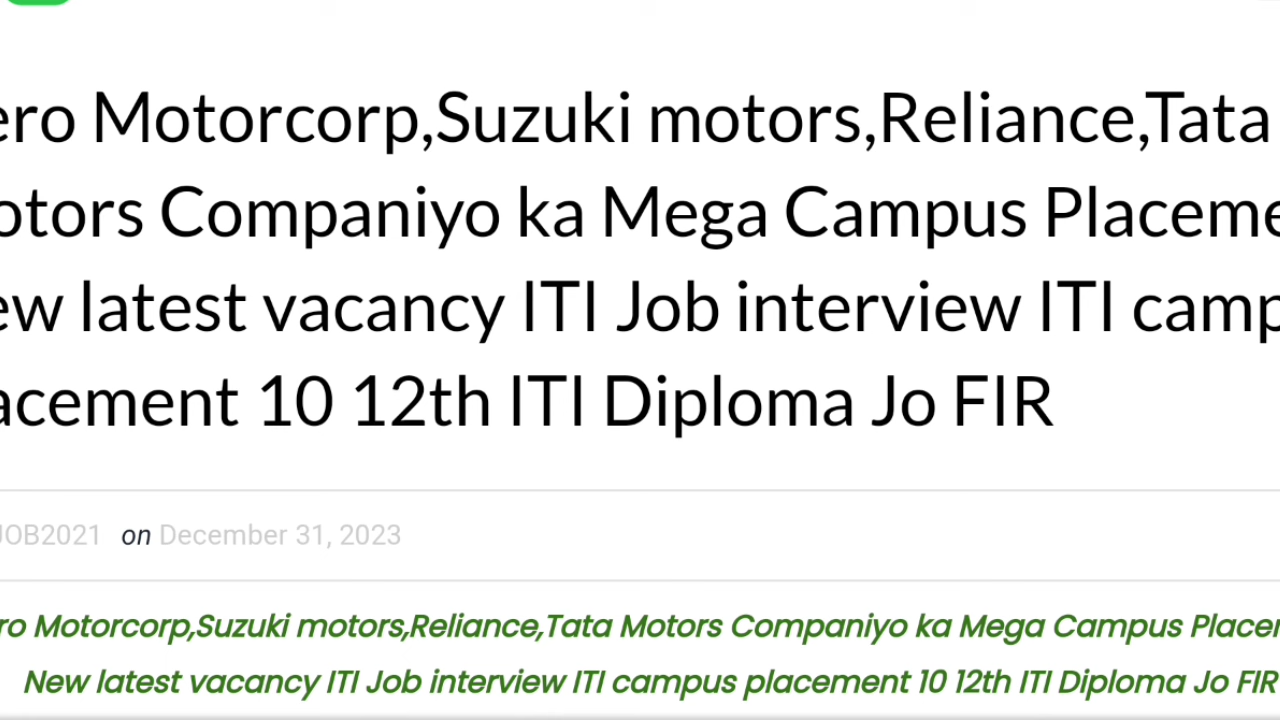 ero Motorcorp,Suzuki motors,Reliance,Tata
otors Companiyo ka Mega Campus Placeme
ew latest vacancy ITI Job interview ITI camp
acement 10 12th ITI Diploma Jo FIR
JOB2021 on December 31, 2023
ro Motorcorp,Suzuki motors,Reliance,Tata Motors Companiyo ka Mega Campus Placer
New latest vacancy ITI Job interview ITI campus placement 10 12th ITI Diploma Jo FIR